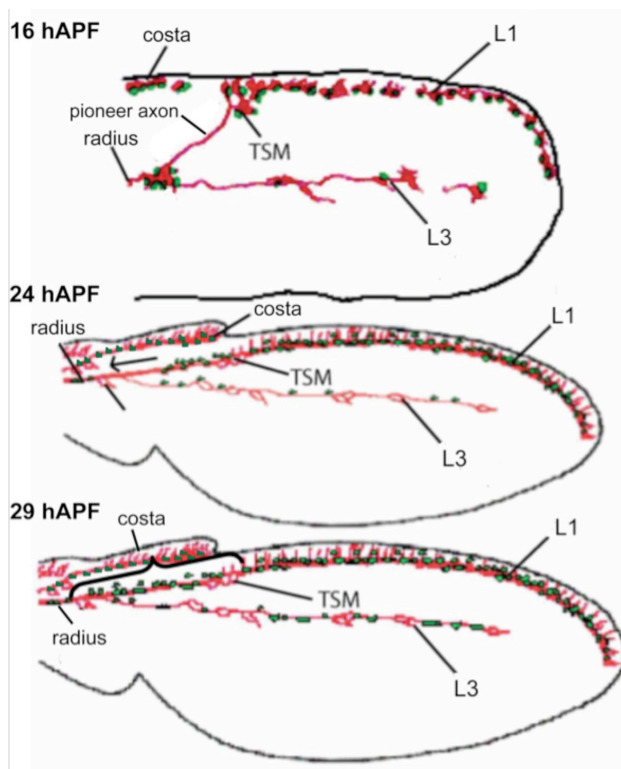 16 hAPF
costa
L1
pioneer axon
radius
TSM
L3
24 hAPF
costa
radius
L1
TSM
L3
29 hAPF
costa
L1
TSM
radius
L3